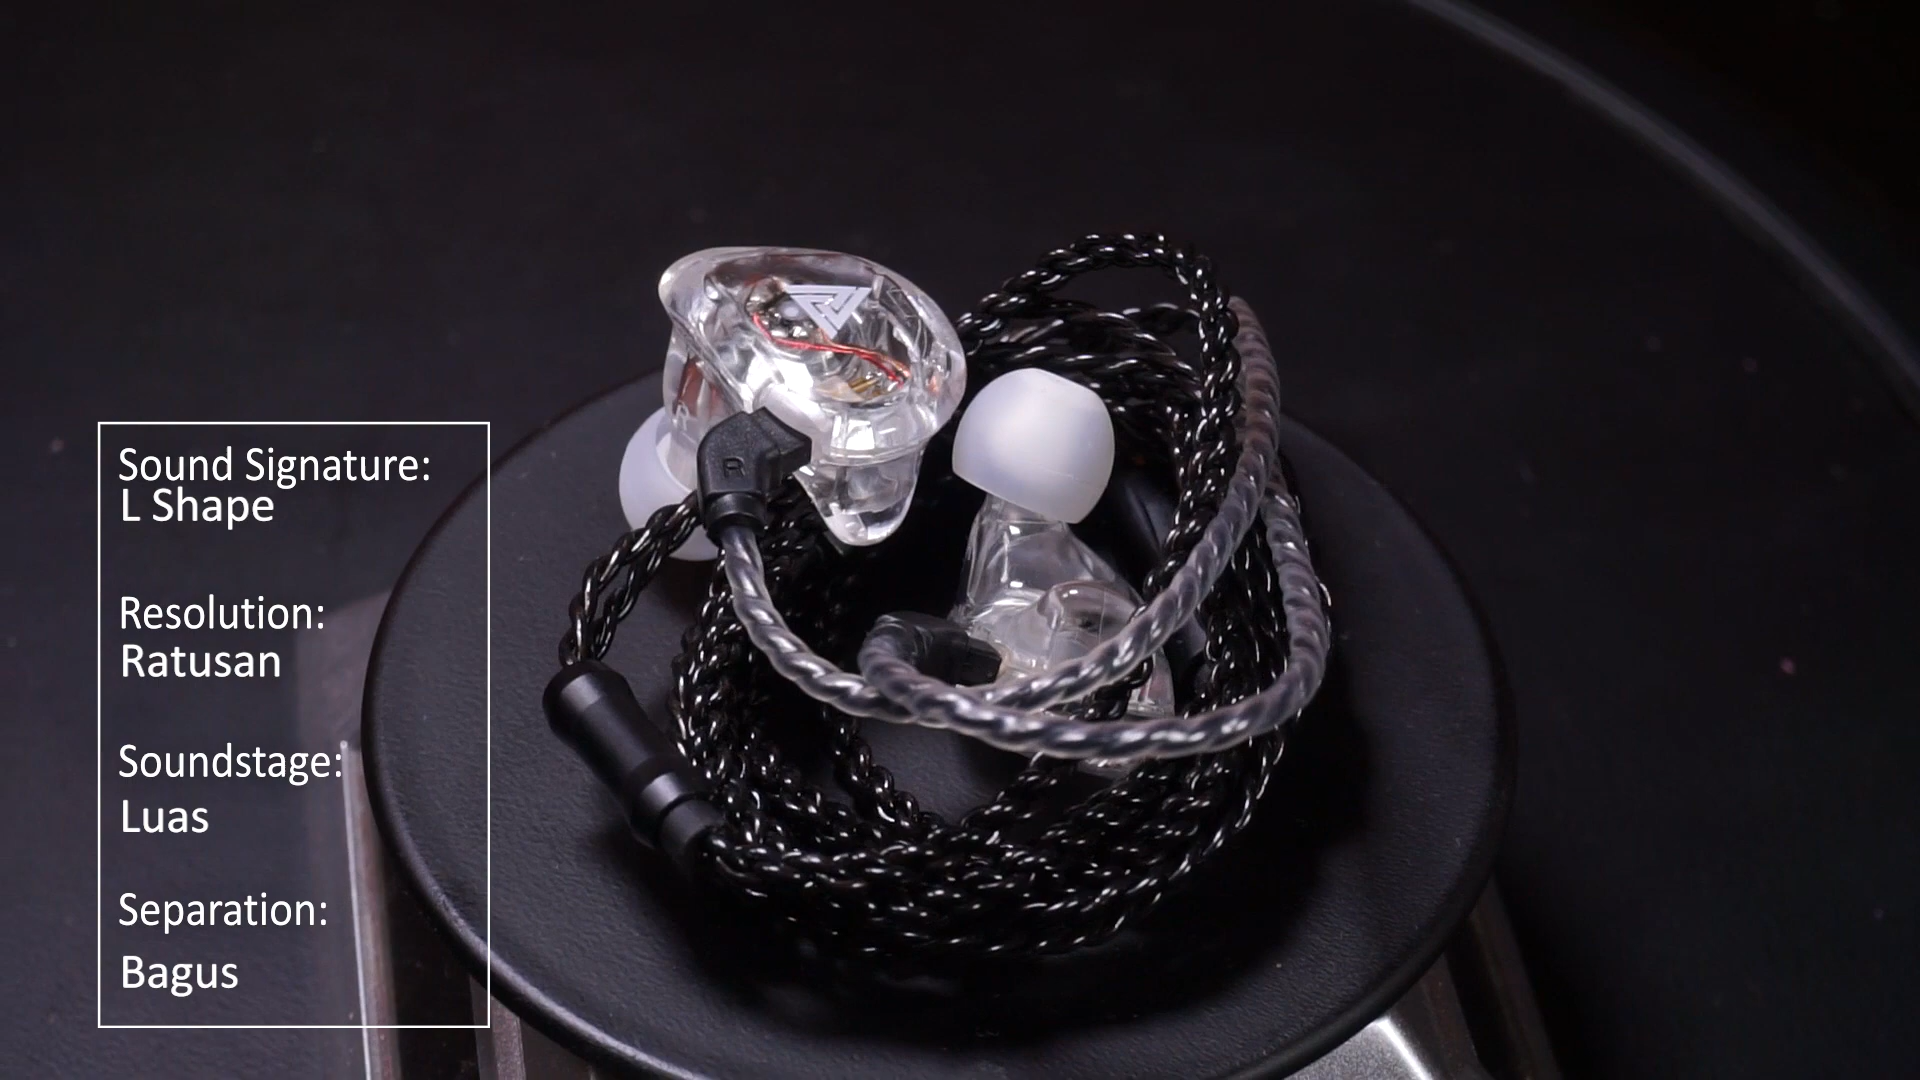 Sound Signature:
L Shape
Resolution:
Ratusan
Soundstage:
Luas
Separation:
Bagus
R